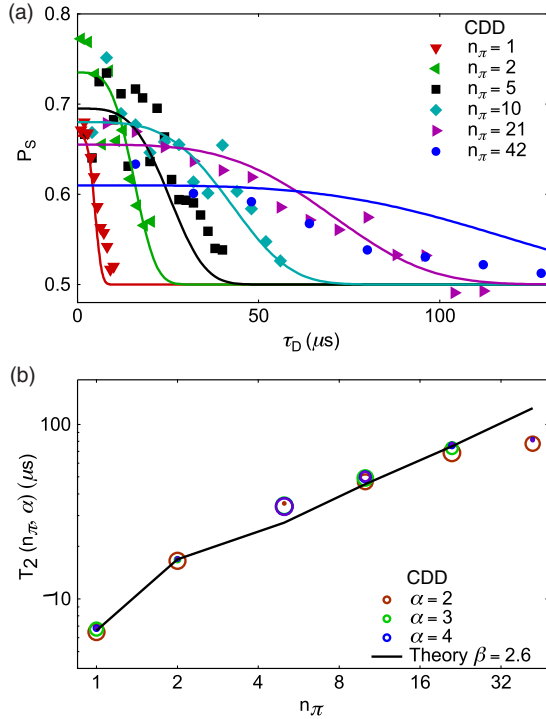 (a)
0.8
0.7
0.6
0.5
P_S
CDD
n_π = 1
n_π = 2
n_π = 5
n_π =10
n_π = 21
n_π = 42
0
50
100
τ_D (μs)
(b)
100
10
T_2 (n_π, α) (μs)
CDD
α = 2
α = 3
α = 4
Theory β = 2.6
1
2
4
8
16
32
n_π